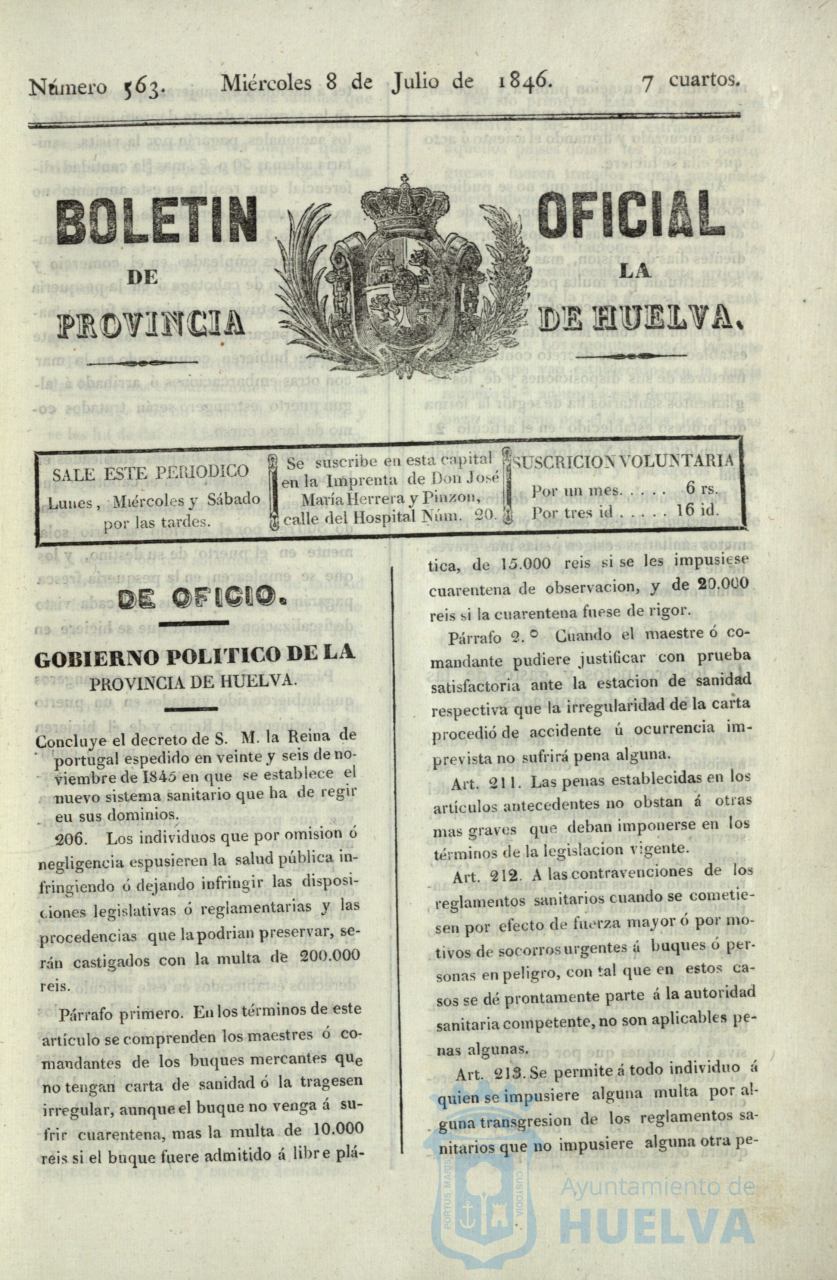 Número 563. Miércoles 8 de Julio de 1846. 7 cuartos.
BOLETIN OFICIAL
DE LA
PROVINCIA DE HUELVA.
SALE ESTE PERIODICO
Lunes, Miércoles y Sábado
por las tardes.
Se suscribe en esta capital
en la Imprenta de Don José
María Herrera y Pinzon,
calle del Hospital Núm. 20.
SUSCRICION VOLUNTARIA
Por un mes. . . . . 6 rs.
Por tres id . . . . . 16 id.
DE OFICIO.
GOBIERNO POLITICO DE LA
PROVINCIA DE HUELVA.
Concluye el decreto de S. M. la Reina de
portugal espedido en veinte y seis de no-
viembre de 1845 en que se establece el
nuevo sistema sanitario que ha de regir
eu sus dominios.
206. Los individuos que por omision ó
negligencia espusieren la salud pública in-
fringiendo ó dejando infringir las disposi-
ciones legislativas ó reglamentarias y las
procedencias que la podrian preservar, se-
rán castigados con la multa de 200.000
reis.
Párrafo primero. En los términos de este
artículo se comprenden los maestres ó co-
mandantes de los buques mercantes que
no tengan carta de sanidad ó la tragesen
irregular, aunque el buque no venga á su-
frir cuarentena, mas la multa de 10.000
reis si el buque fuere admitido á libre plá-
tica, de 15.000 reis si se les impusiese
cuarentena de observacion, y de 20.000
reis si la cuarentena fuese de rigor.
Párrafo 2.º Cuando el maestre ó co-
mandante pudiere justificar con prueba
satisfactoria ante la estacion de sanidad
respectiva que la irregularidad de la carta
procedió de accidente ú ocurrencia im-
prevista no sufrirá pena alguna.
Art. 211. Las penas establecidas en los
artículos antecedentes no obstan á otras
mas graves que deban imponerse en los
términos de la legislacion vigente.
Art. 212. A las contravenciones de los
reglamentos sanitarios cuando se cometie-
sen por efecto de fuerza mayor ó por mo-
tivos de socorros urgentes á buques ó per-
sonas en peligro, con tal que en estos ca-
sos se dé prontamente parte á la autoridad
sanitaria competente, no son aplicables pe-
nas algunas.
Art. 213. Se permite á todo individuo á
quien se impusiere alguna multa por al-
guna transgresion de los reglamentos sa-
nitarios que no impusiere alguna otra pe-
PORTUS MARIS
CUSTODIA
Ayuntamiento de
HUELVA